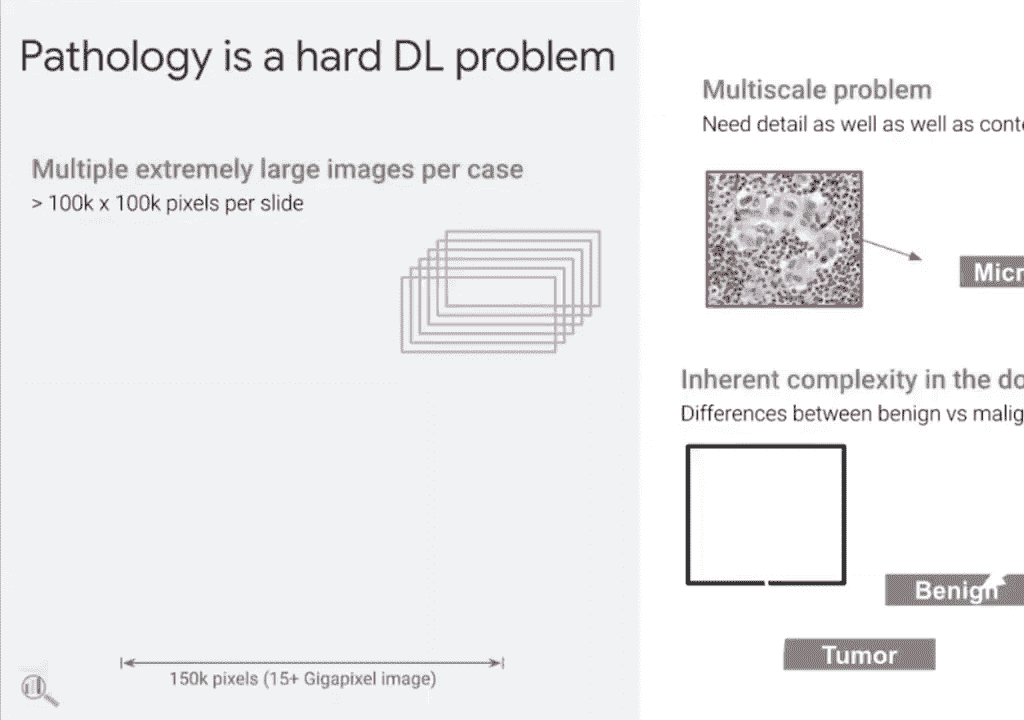 Pathology is a hard DL problem
Multiple extremely large images per case
> 100k x 100k pixels per slide
150k pixels (15+ Gigapixel image)
Multiscale problem
Need detail as well as well as conte
Micr
Inherent complexity in the do
Differences between benign vs malig
Benign
Tumor